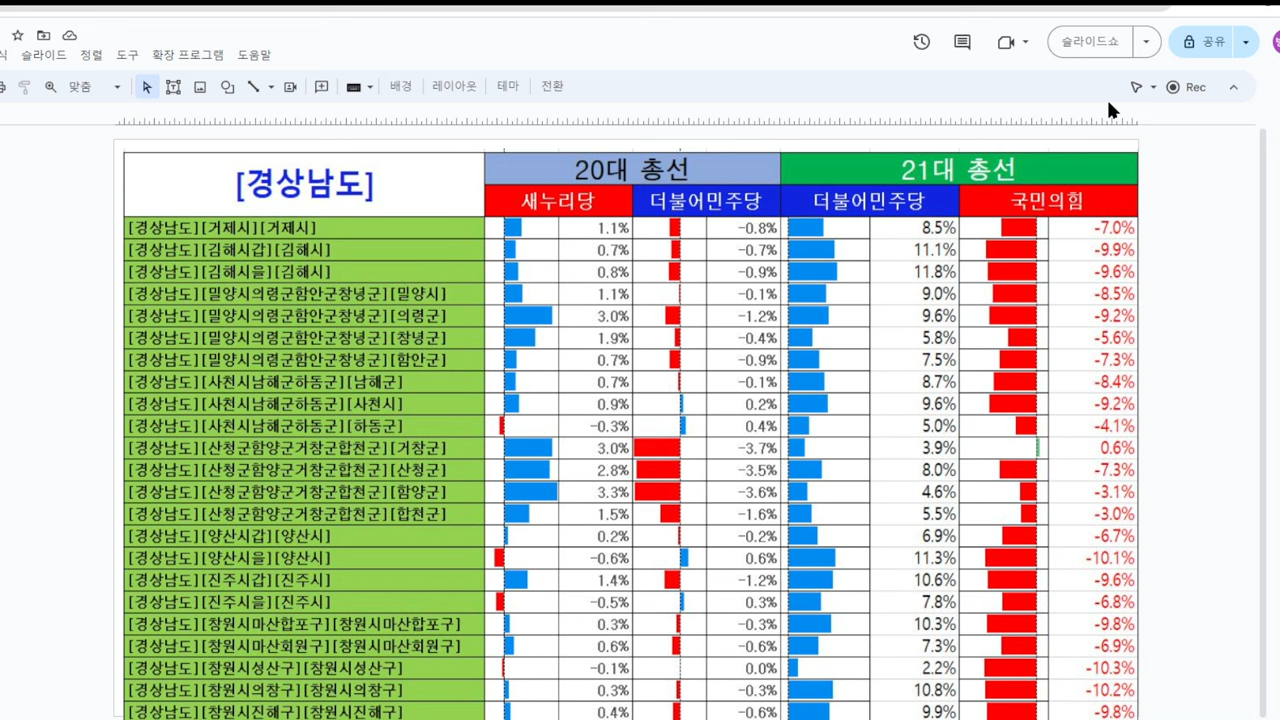 식 슬라이드 정렬 도구 확장 프로그램 도움말
슬라이드쇼 공유
맞춤 배경 레이아웃 테마 전환 Rec
[경상남도] 20대 총선 21대 총선
새누리당 더불어민주당 더불어민주당 국민의힘
[경상남도][거제시][거제시] 1.1% -0.8% 8.5% -7.0%
[경상남도][김해시갑][김해시] 0.7% -0.7% 11.1% -9.9%
[경상남도][김해시을][김해시] 0.8% -0.9% 11.8% -9.6%
[경상남도][밀양시의령군함안군창녕군][밀양시] 1.1% -0.1% 9.0% -8.5%
[경상남도][밀양시의령군함안군창녕군][의령군] 3.0% -1.2% 9.6% -9.2%
[경상남도][밀양시의령군함안군창녕군][창녕군] 1.9% -0.4% 5.8% -5.6%
[경상남도][밀양시의령군함안군창녕군][함안군] 0.7% -0.9% 7.5% -7.3%
[경상남도][사천시남해군하동군][남해군] 0.7% -0.1% 8.7% -8.4%
[경상남도][사천시남해군하동군][사천시] 0.9% 0.2% 9.6% -9.2%
[경상남도][사천시남해군하동군][하동군] -0.3% 0.4% 5.0% -4.1%
[경상남도][산청군함양군거창군합천군][거창군] 3.0% -3.7% 3.9% 0.6%
[경상남도][산청군함양군거창군합천군][산청군] 2.8% -3.5% 8.0% -7.3%
[경상남도][산청군함양군거창군합천군][함양군] 3.3% -3.6% 4.6% -3.1%
[경상남도][산청군함양군거창군합천군][합천군] 1.5% -1.6% 5.5% -3.0%
[경상남도][양산시갑][양산시] 0.2% -0.2% 6.9% -6.7%
[경상남도][양산시을][양산시] -0.6% 0.6% 11.3% -10.1%
[경상남도][진주시갑][진주시] 1.4% -1.2% 10.6% -9.6%
[경상남도][진주시을][진주시] -0.5% 0.3% 7.8% -6.8%
[경상남도][창원시마산합포구][창원시마산합포구] 0.3% -0.3% 10.3% -9.8%
[경상남도][창원시마산회원구][창원시마산회원구] 0.6% -0.6% 7.3% -6.9%
[경상남도][창원시성산구][창원시성산구] -0.1% 0.0% 2.2% -10.3%
[경상남도][창원시의창구][창원시의창구] 0.3% -0.3% 10.8% -10.2%
[경상남도][창원시진해구][창원시진해구] 0.4% -0.6% 9.9% -9.8%